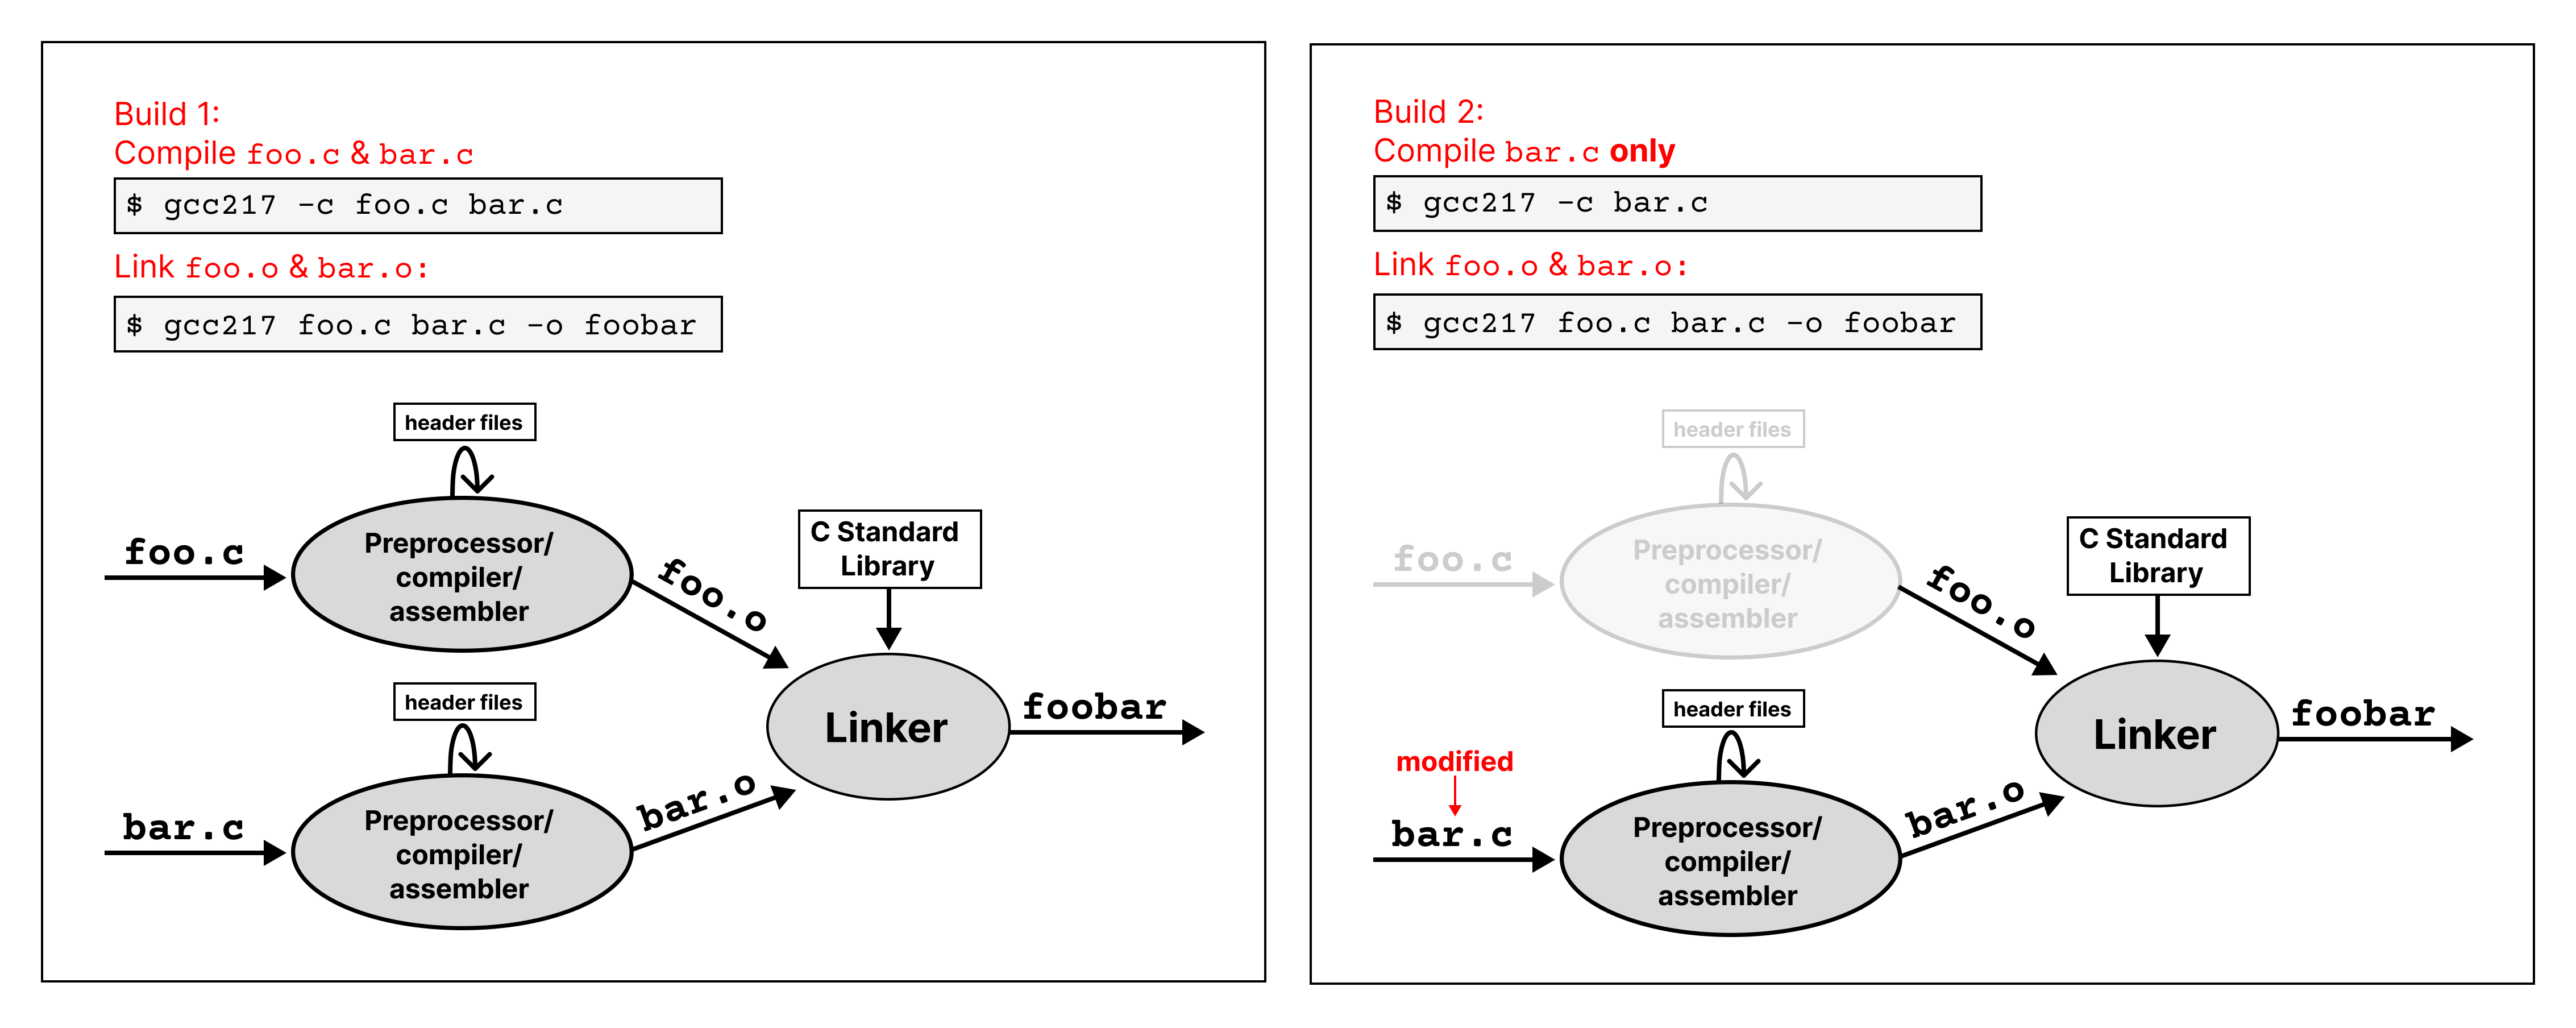 Build 1:
Compile foo.c & bar.c
$ gcc217 -c foo.c bar.c
Link foo.o & bar.o:
$ gcc217 foo.c bar.c -o foobar
header files
foo.c
Preprocessor/
compiler/
assembler
foo.o
C Standard
Library
header files
bar.c
Preprocessor/
compiler/
assembler
bar.o
Linker
foobar
Build 2:
Compile bar.c only
$ gcc217 -c bar.c
Link foo.o & bar.o:
$ gcc217 foo.c bar.c -o foobar
header files
foo.c
Preprocessor/
compiler/
assembler
foo.o
C Standard
Library
header files
modified
bar.c
Preprocessor/
compiler/
assembler
bar.o
Linker
foobar